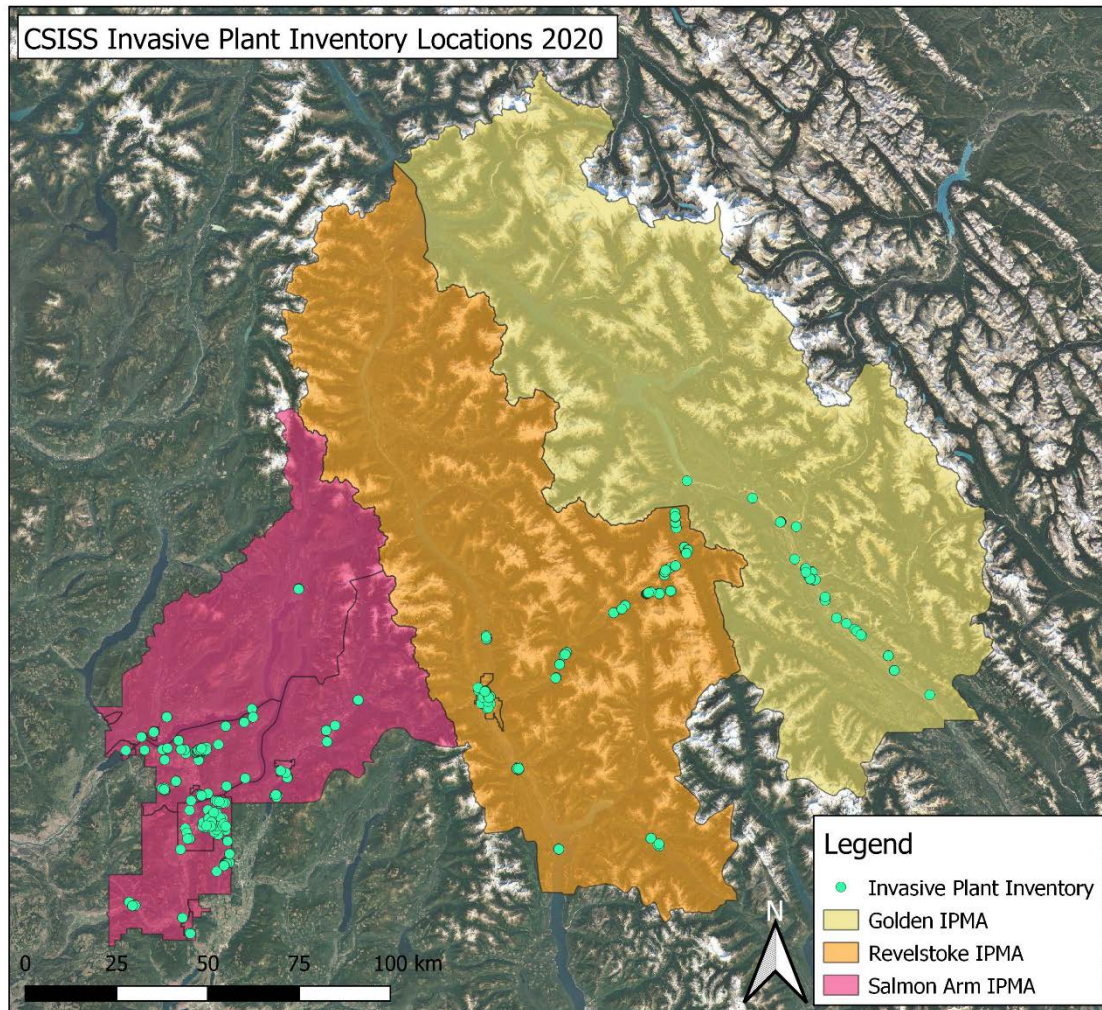 CSISS Invasive Plant Inventory Locations 2020
Legend
Invasive Plant Inventory
Golden IPMA
Revelstoke IPMA
Salmon Arm IPMA
N
0 25 50 75 100 km